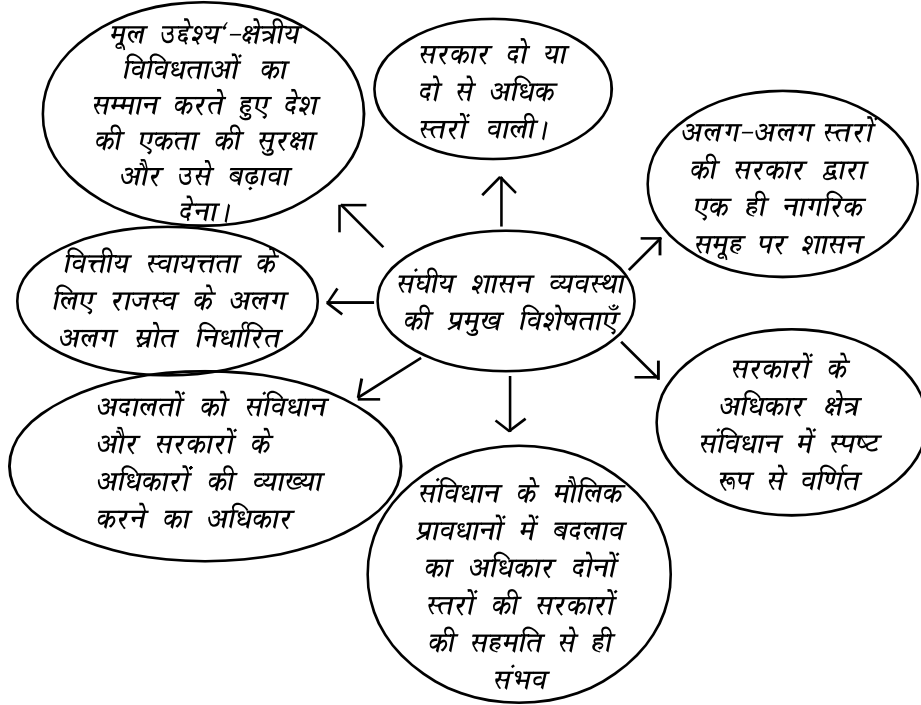 मूल उद्देश्य‘-क्षेत्रीय
विविधताओं का
सम्मान करते हुए देश
की एकता की सुरक्षा
और उसे बढ़ावा
देना।
सरकार दो या
दो से अधिक
स्तरों वाली।
अलग-अलग स्तरों
की सरकार द्वारा
एक ही नागरिक
समूह पर शासन
वित्तीय स्वायत्तता के
लिए राजस्व के अलग
अलग स्रोत निर्धारित
संघीय शासन व्यवस्था
की प्रमुख विशेषताएँ
सरकारों के
अधिकार क्षेत्र
संविधान में स्पष्ट
रूप से वर्णित
अदालतों को संविधान
और सरकारों के
अधिकारों की व्याख्या
करने का अधिकार
संविधान के मौलिक
प्रावधानों में बदलाव
का अधिकार दोनों
स्तरों की सरकारों
की सहमति से ही
संभव